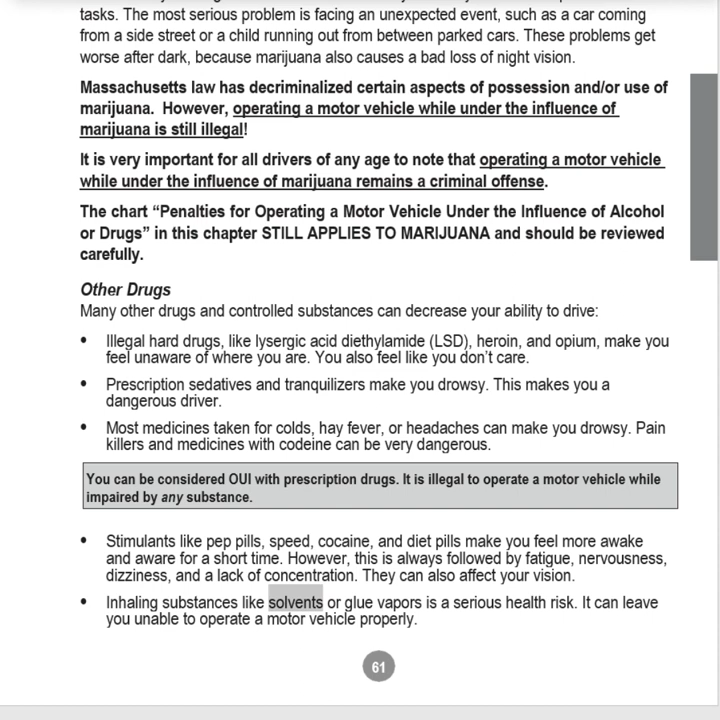 tasks. The most serious problem is facing an unexpected event, such as a car coming
from a side street or a child running out from between parked cars. These problems get
worse after dark, because marijuana also causes a bad loss of night vision.
Massachusetts law has decriminalized certain aspects of possession and/or use of
marijuana. However, operating a motor vehicle while under the influence of
marijuana is still illegal!
It is very important for all drivers of any age to note that operating a motor vehicle
while under the influence of marijuana remains a criminal offense.
The chart “Penalties for Operating a Motor Vehicle Under the Influence of Alcohol
or Drugs” in this chapter STILL APPLIES TO MARIJUANA and should be reviewed
carefully.
Other Drugs
Many other drugs and controlled substances can decrease your ability to drive:
• Illegal hard drugs, like lysergic acid diethylamide (LSD), heroin, and opium, make you
feel unaware of where you are. You also feel like you don’t care.
• Prescription sedatives and tranquilizers make you drowsy. This makes you a
dangerous driver.
• Most medicines taken for colds, hay fever, or headaches can make you drowsy. Pain
killers and medicines with codeine can be very dangerous.
You can be considered OUI with prescription drugs. It is illegal to operate a motor vehicle while
impaired by any substance.
• Stimulants like pep pills, speed, cocaine, and diet pills make you feel more awake
and aware for a short time. However, this is always followed by fatigue, nervousness,
dizziness, and a lack of concentration. They can also affect your vision.
• Inhaling substances like solvents or glue vapors is a serious health risk. It can leave
you unable to operate a motor vehicle properly.
61